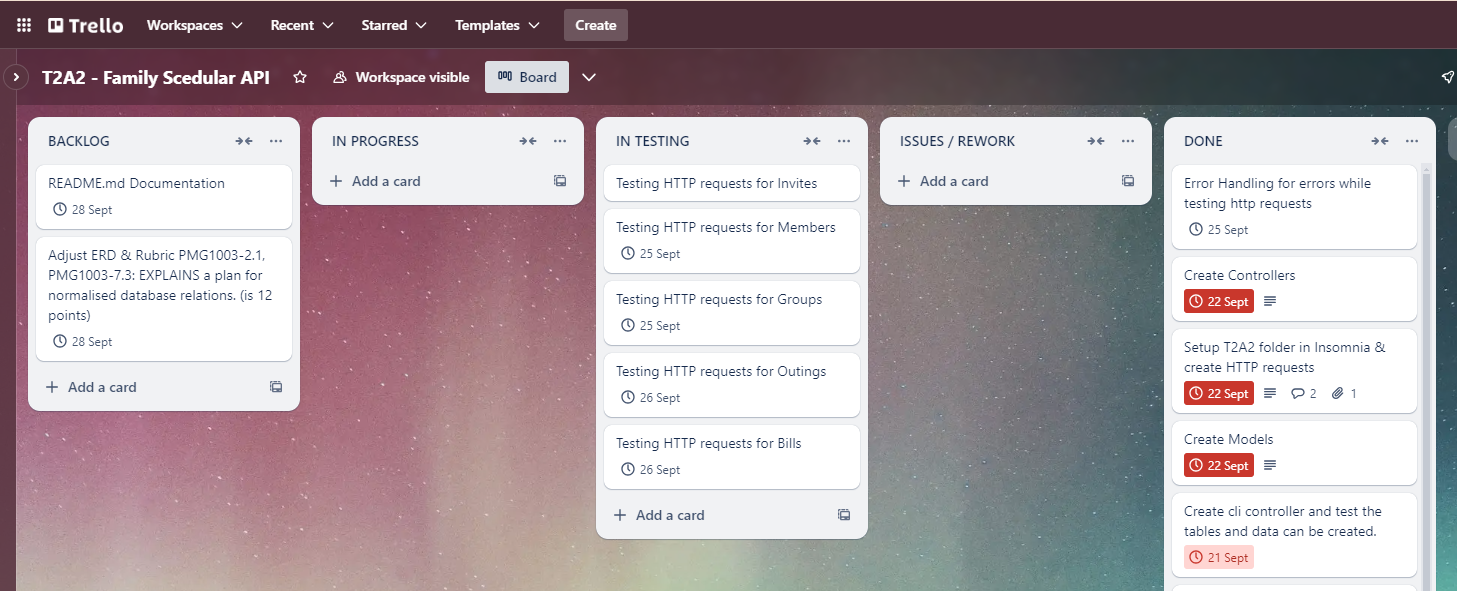 Trello Workspaces Recent Starred Templates Create
T2A2 - Family Scedular API Workspace visible Board
BACKLOG
README.md Documentation
28 Sept
Adjust ERD & Rubric PMG1003-2.1,
PMG1003-7.3: EXPLAINS a plan for
normalised database relations. (is 12
points)
28 Sept
Add a card
IN PROGRESS
Add a card
IN TESTING
Testing HTTP requests for Invites
Testing HTTP requests for Members
25 Sept
Testing HTTP requests for Groups
25 Sept
Testing HTTP requests for Outings
26 Sept
Testing HTTP requests for Bills
26 Sept
Add a card
ISSUES / REWORK
Add a card
DONE
Error Handling for errors while
testing http requests
25 Sept
Create Controllers
22 Sept
Setup T2A2 folder in Insomnia &
create HTTP requests
22 Sept 2 1
Create Models
22 Sept
Create cli controller and test the
tables and data can be created.
21 Sept